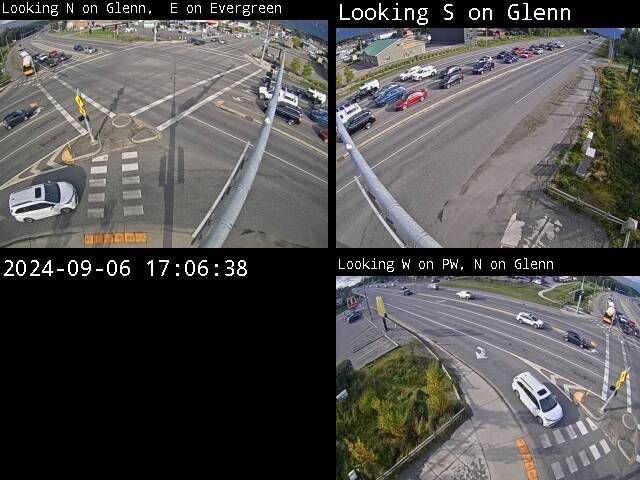 Looking N on Glenn, E on Evergreen
Looking S on Glenn
2024-09-06 17:06:38
Looking W on PW, N on Glenn